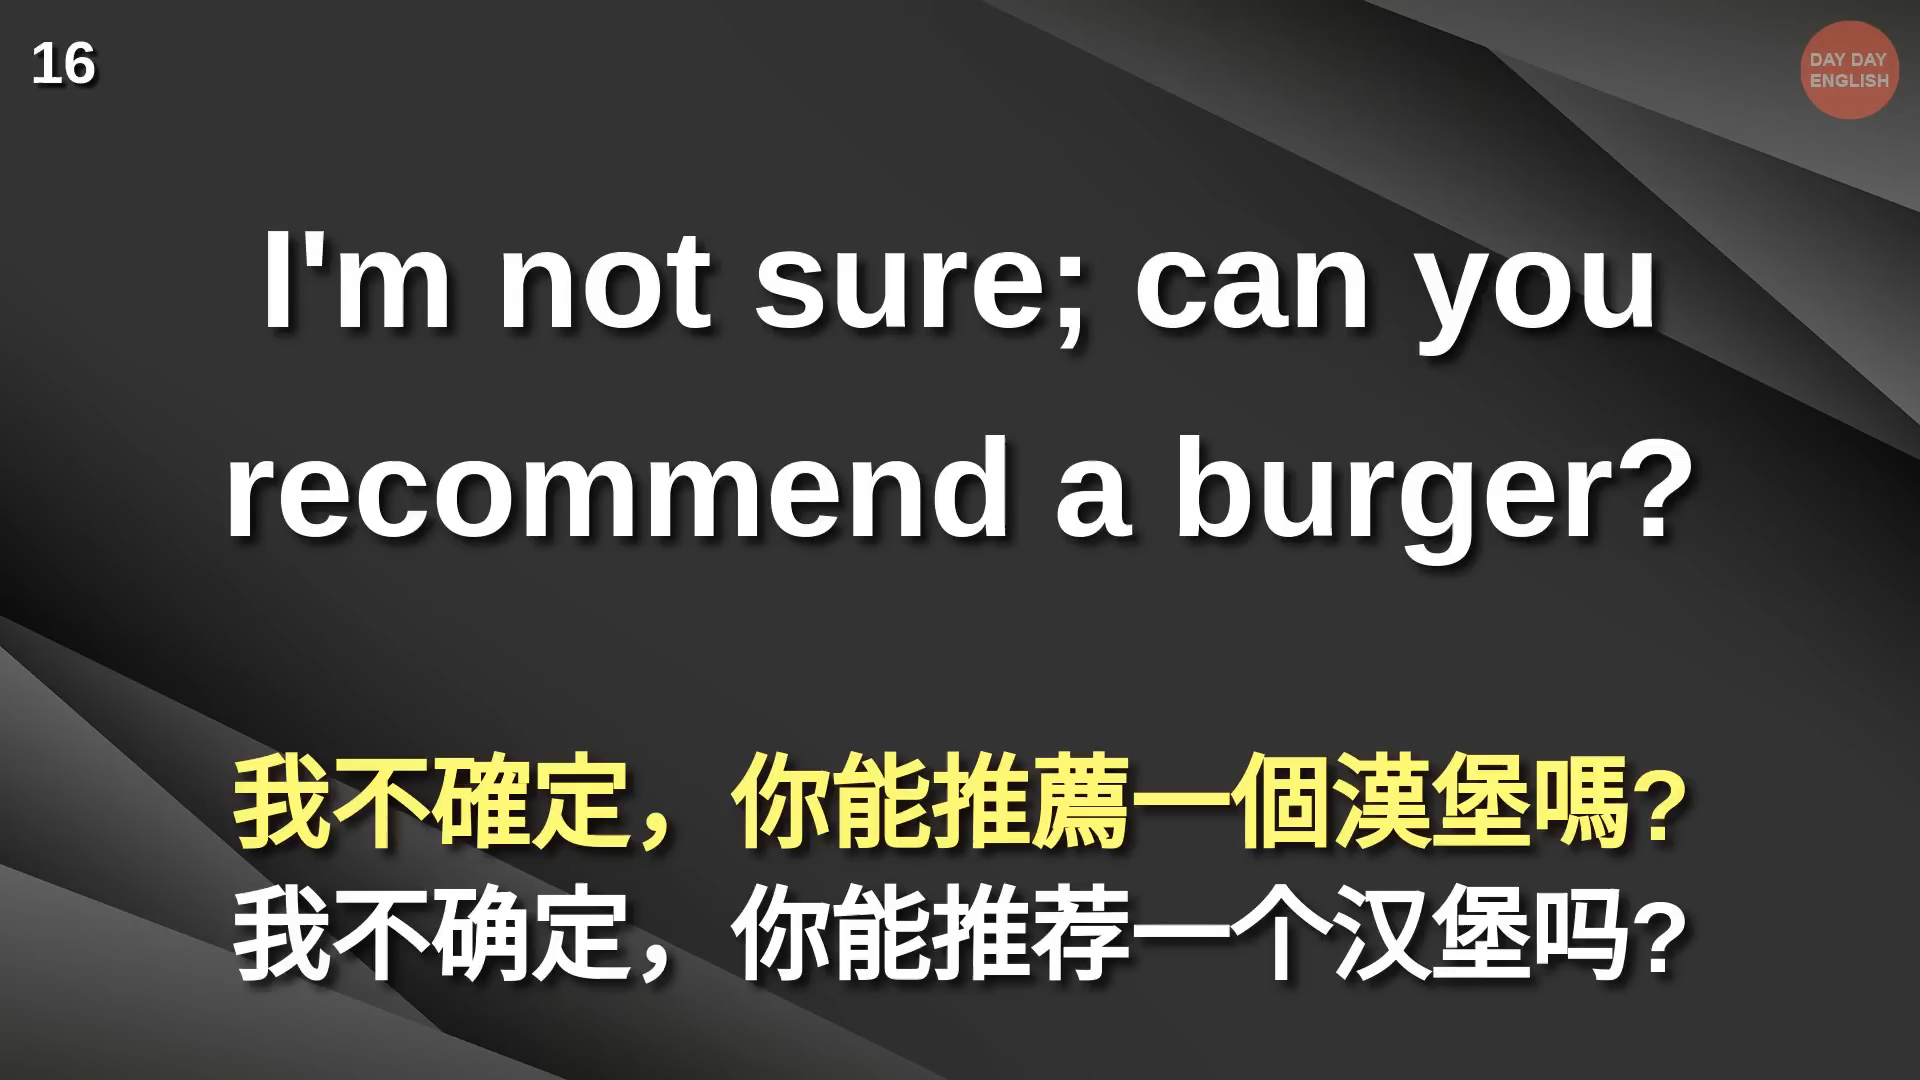 16
DAY DAY
ENGLISH
I'm not sure; can you
recommend a burger?
我不確定，你能推薦一個漢堡嗎?
我不确定，你能推荐一个汉堡吗?